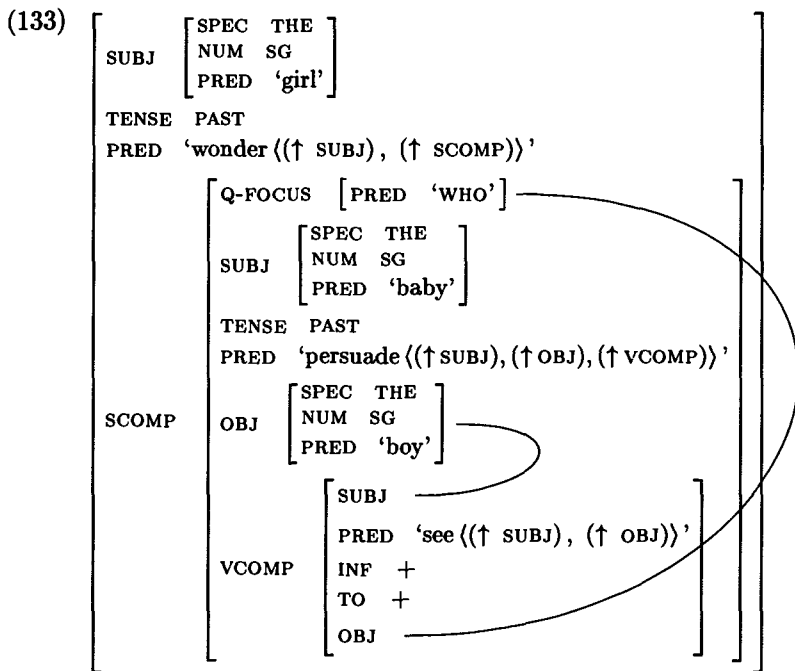 (133)
SPEC THE
SUBJ NUM SG
PRED ‘girl’
TENSE PAST
PRED ‘wonder⟨(↑ SUBJ), (↑ SCOMP)⟩’
Q-FOCUS [PRED ‘WHO’]
SPEC THE
SUBJ NUM SG
PRED ‘baby’
TENSE PAST
PRED ‘persuade⟨(↑SUBJ),(↑OBJ),(↑VCOMP)⟩’
SPEC THE
SCOMP OBJ NUM SG
PRED ‘boy’
SUBJ
PRED ‘see⟨(↑ SUBJ), (↑ OBJ)⟩’
VCOMP INF +
TO +
OBJ